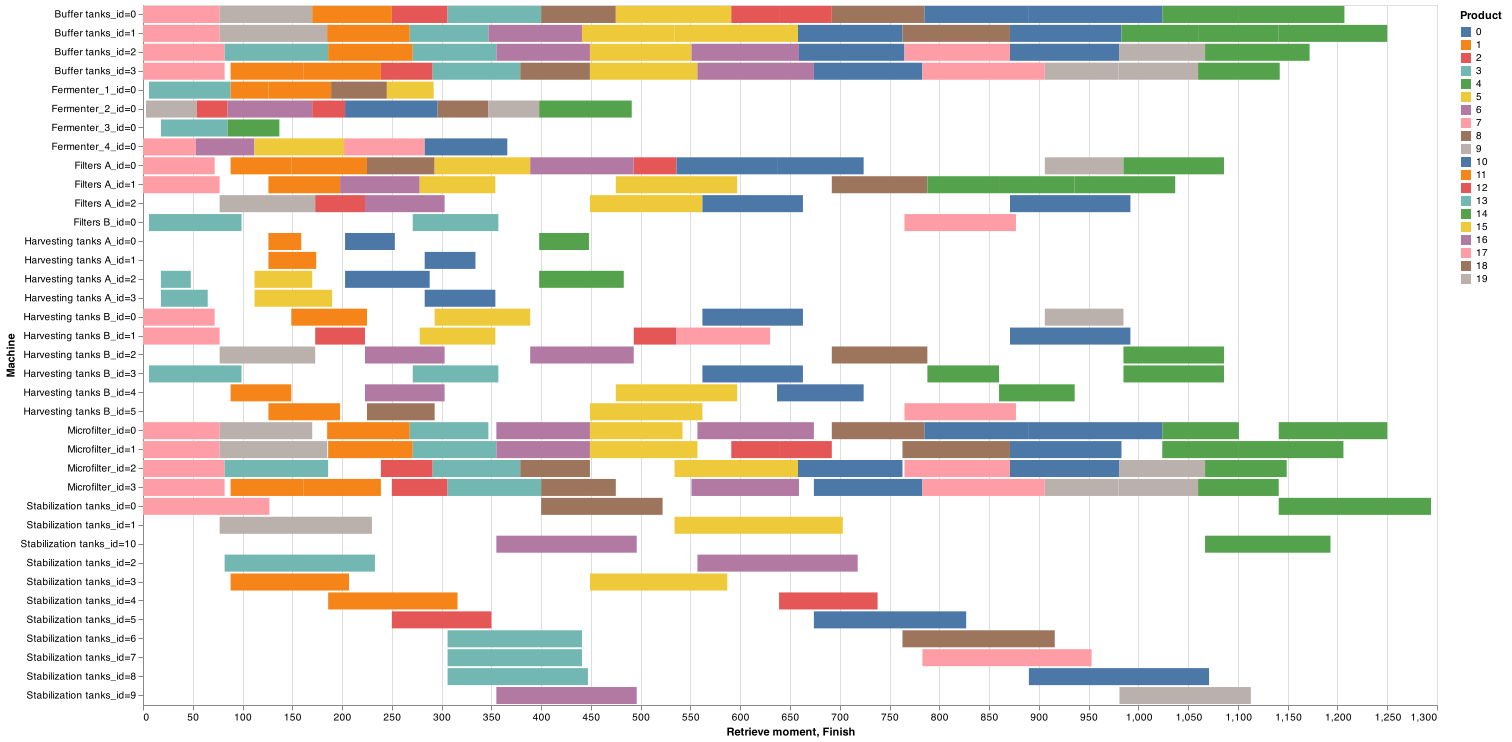 Buffer tanks_id=0
Buffer tanks_id=1
Buffer tanks_id=2
Buffer tanks_id=3
Fermenter_1_id=0
Fermenter_2_id=0
Fermenter_3_id=0
Fermenter_4_id=0
Filters A_id=0
Filters A_id=1
Filters A_id=2
Filters B_id=0
Harvesting tanks A_id=0
Harvesting tanks A_id=1
Harvesting tanks A_id=2
Harvesting tanks A_id=3
Harvesting tanks B_id=0
Harvesting tanks B_id=1
Harvesting tanks B_id=2
Harvesting tanks B_id=3
Harvesting tanks B_id=4
Harvesting tanks B_id=5
Microfilter_id=0
Microfilter_id=1
Microfilter_id=2
Microfilter_id=3
Stabilization tanks_id=0
Stabilization tanks_id=1
Stabilization tanks_id=10
Stabilization tanks_id=2
Stabilization tanks_id=3
Stabilization tanks_id=4
Stabilization tanks_id=5
Stabilization tanks_id=6
Stabilization tanks_id=7
Stabilization tanks_id=8
Stabilization tanks_id=9
Machine
0 50 100 150 200 250 300 350 400 450 500 550 600 650 700 750 800 850 900 950 1,000 1,050 1,100 1,150 1,200 1,250 1,300
Retrieve moment, Finish
Product
0
1
2
3
4
5
6
7
8
9
10
11
12
13
14
15
16
17
18
19